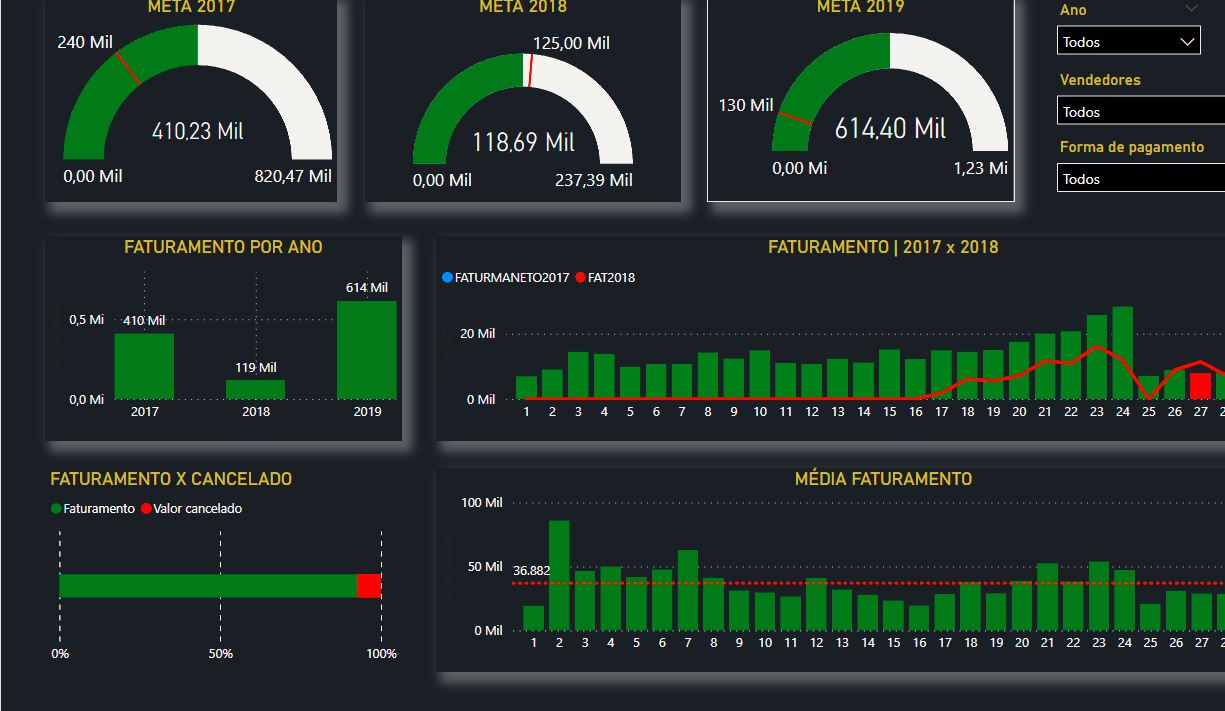 META 2017
240 Mil
410,23 Mil
0,00 Mil
820,47 Mil
META 2018
125,00 Mil
118,69 Mil
0,00 Mil
237,39 Mil
META 2019
130 Mil
614,40 Mil
0,00 Mi
1,23 Mi
Ano
Todos
Vendedores
Todos
Forma de pagamento
Todos
FATURAMENTO POR ANO
614 Mil
0,5 Mi
410 Mil
119 Mil
0,0 Mi
2017 2018 2019
FATURAMENTO | 2017 x 2018
FATURMANETO2017 FAT2018
20 Mil
0 Mil
1 2 3 4 5 6 7 8 9 10 11 12 13 14 15 16 17 18 19 20 21 22 23 24 25 26 27 2
FATURAMENTO X CANCELADO
Faturamento Valor cancelado
0% 50% 100%
MÉDIA FATURAMENTO
100 Mil
50 Mil
36.882
0 Mil
1 2 3 4 5 6 7 8 9 10 11 12 13 14 15 16 17 18 19 20 21 22 23 24 25 26 27 2